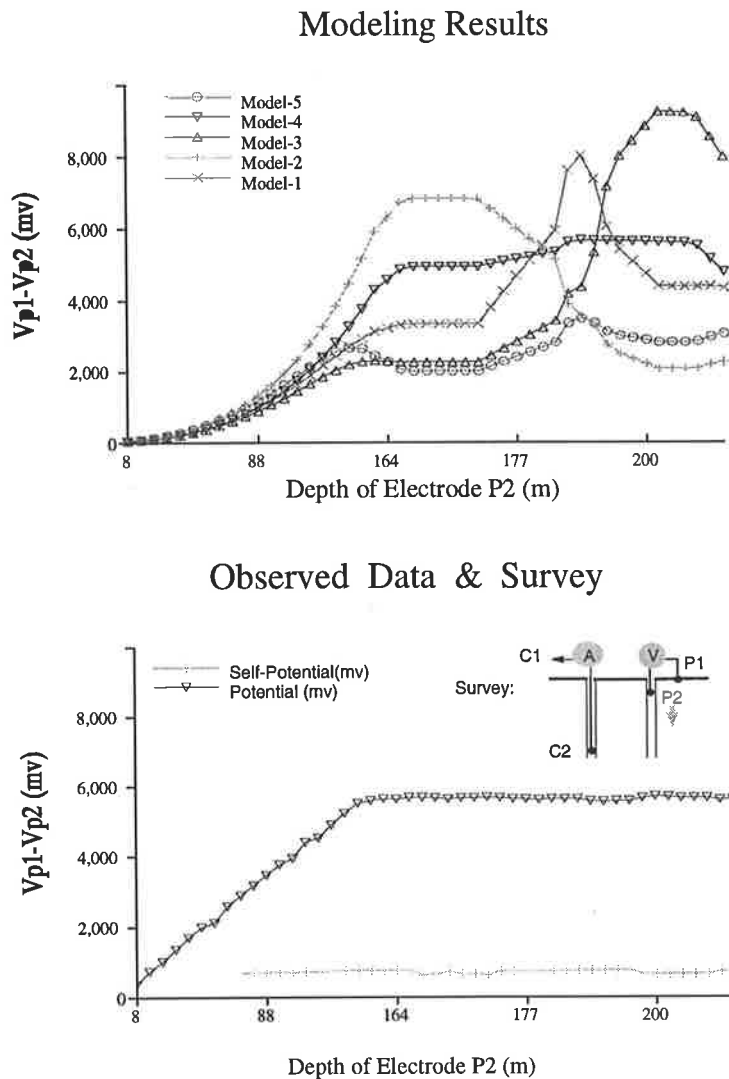 Modeling Results
Model-5
Model-4
Model-3
Model-2
Model-1
8,000
6,000
4,000
2,000
0
Vp1-Vp2 (mv)
8 88 164 177 200
Depth of Electrode P2 (m)
Observed Data & Survey
Self-Potential(mv)
Potential (mv)
Survey:
C1 A V P1
P2
C2
8,000
6,000
4,000
2,000
0
Vp1-Vp2 (mv)
8 88 164 177 200
Depth of Electrode P2 (m)